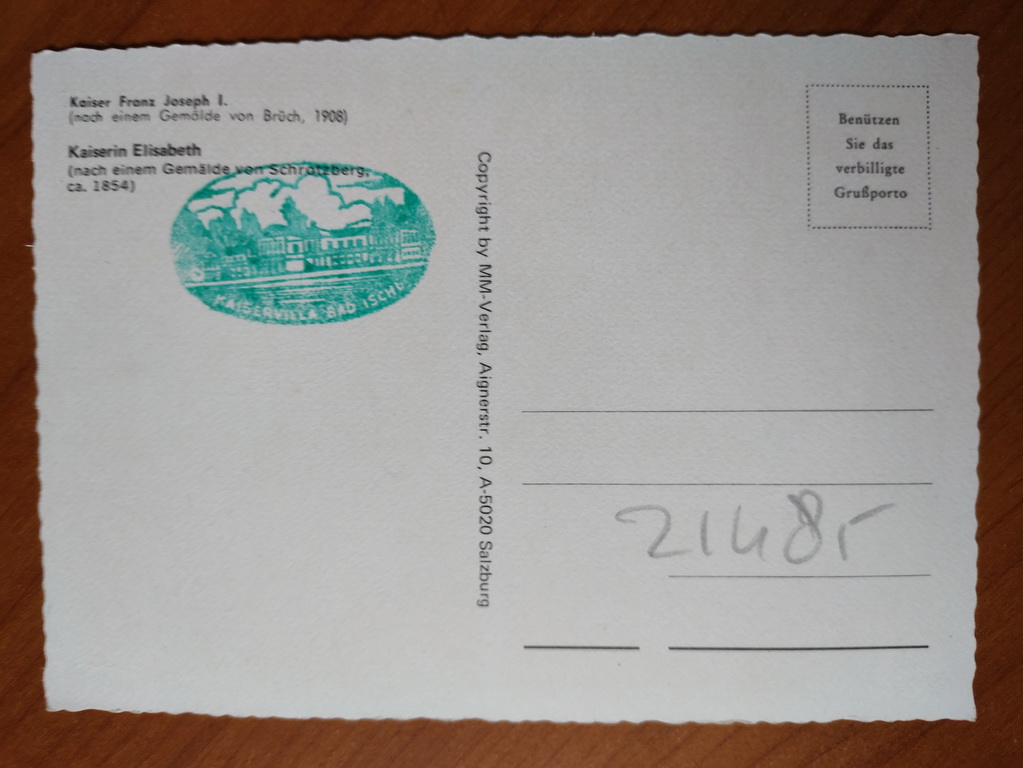 Kaiser Franz Joseph I.
(nach einem Gemälde von Brüch, 1908)
Kaiserin Elisabeth
(nach einem Gemälde von Schrotzberg,
ca. 1854)
KAISERVILLA BAD ISCHL
Copyright by MM-Verlag, Aignerstr. 10, A-5020 Salzburg
Benützen
Sie das
verbilligte
Grußporto
21485